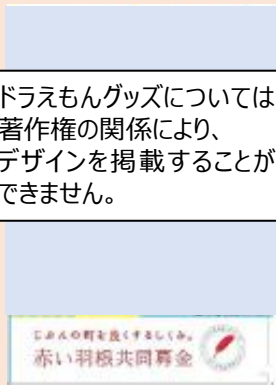 ドラえもんグッズについては
著作権の関係により、
デザインを掲載することが
できません。
じぶんの町を良くするしくみ。
赤い羽根共同募金